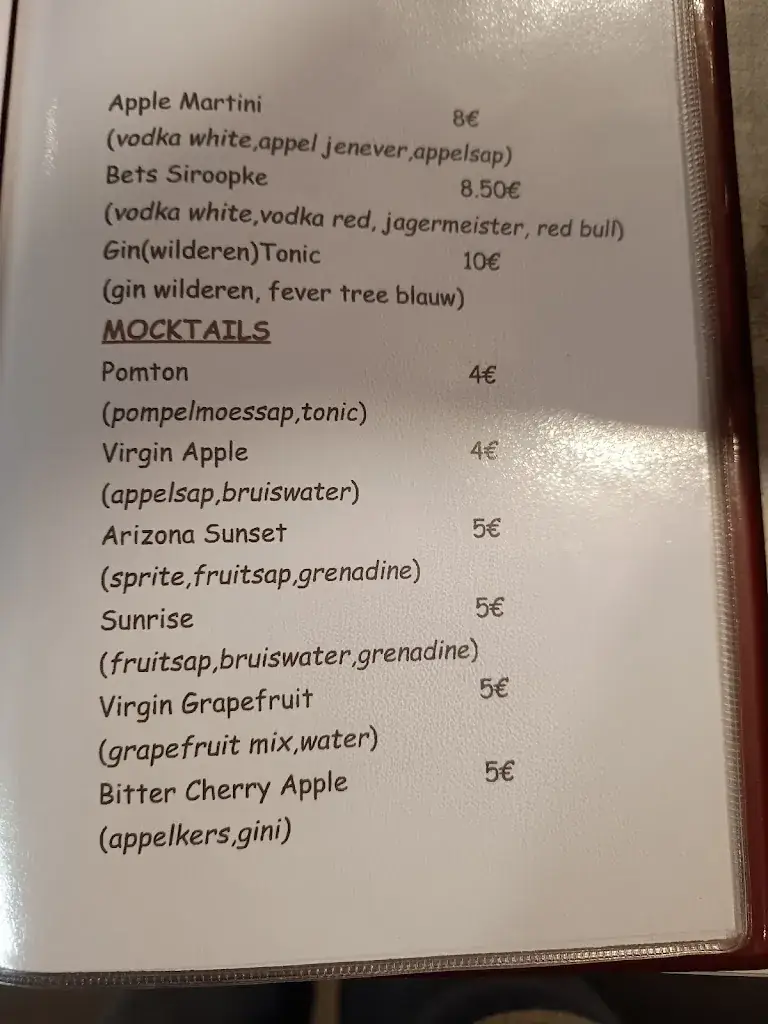 Apple Martini 8€
(vodka white,appel jenever,appelsap)
Bets Siroopke 8.50€
(vodka white,vodka red, jagermeister, red bull)
Gin(wilderen)Tonic 10€
(gin wilderen, fever tree blauw)
MOCKTAILS
Pomton 4€
(pompelmoessap,tonic)
Virgin Apple 4€
(appelsap,bruiswater)
Arizona Sunset 5€
(sprite,fruitsap,grenadine)
Sunrise 5€
(fruitsap,bruiswater,grenadine)
Virgin Grapefruit 5€
(grapefruit mix,water)
Bitter Cherry Apple 5€
(appelkers,gini)